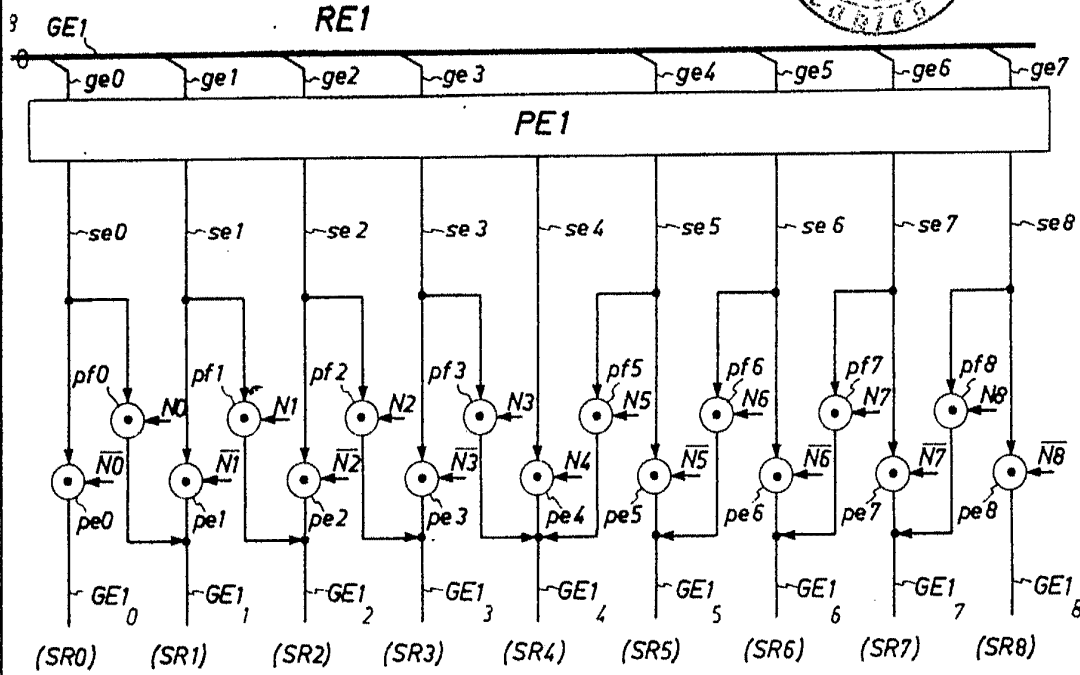 GE1 RE1
ge0 ge1 ge2 ge3 ge4 ge5 ge6 ge7
PE1
se0 se1 se2 se3 se4 se5 se6 se7 se8
pf0 pf1 pf2 pf3 pf5 pf6 pf7 pf8
N0 N1 N2 N3 N5 N6 N7 N8
N̅0̅ N̅1̅ N̅2̅ N̅3̅ N4 N̅5̅ N̅6̅ N̅7̅ N̅8̅
pe0 pe1 pe2 pe3 pe4 pe5 pe6 pe7 pe8
GE1 0 GE1 1 GE1 2 GE1 3 GE1 4 GE1 5 GE1 6 GE1 7 GE1 8
(SR0) (SR1) (SR2) (SR3) (SR4) (SR5) (SR6) (SR7) (SR8)